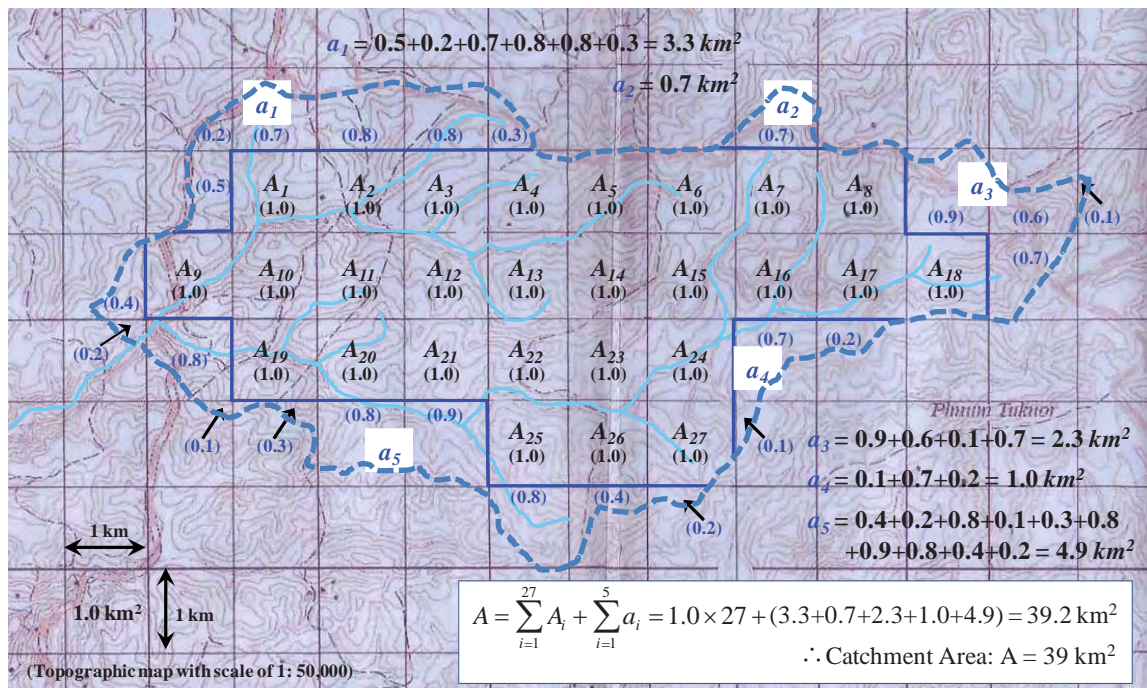 a₁ = 0.5+0.2+0.7+0.8+0.8+0.3 = 3.3 km²
a₂ = 0.7 km²
a₁
a₂
(0.2) (0.7) (0.8) (0.8) (0.3) (0.7)
(0.5)
A₁ A₂ A₃ A₄ A₅ A₆ A₇ A₈
(1.0) (1.0) (1.0) (1.0) (1.0) (1.0) (1.0) (1.0)
a₃
(0.9) (0.6) (0.1)
(0.7)
A₉ A₁₀ A₁₁ A₁₂ A₁₃ A₁₄ A₁₅ A₁₆ A₁₇ A₁₈
(1.0) (1.0) (1.0) (1.0) (1.0) (1.0) (1.0) (1.0) (1.0) (1.0)
(0.4)
(0.2) (0.8)
A₁₉ A₂₀ A₂₁ A₂₂ A₂₃ A₂₄
(1.0) (1.0) (1.0) (1.0) (1.0) (1.0)
(0.7) (0.2)
a₄
(0.1) (0.3) (0.8) (0.9)
a₅
A₂₅ A₂₆ A₂₇
(1.0) (1.0) (1.0)
(0.1)
(0.8) (0.4) (0.2)
Tukuor
a₃ = 0.9+0.6+0.1+0.7 = 2.3 km²
a₄ = 0.1+0.7+0.2 = 1.0 km²
a₅ = 0.4+0.2+0.8+0.1+0.3+0.8
+0.9+0.8+0.4+0.2 = 4.9 km²
1 km
1.0 km²
1 km
(Topographic map with scale of 1: 50,000)
A = ∑_{i=1}^{27} A_i + ∑_{i=1}^{5} a_i = 1.0 × 27 + (3.3+0.7+2.3+1.0+4.9) = 39.2 km²
∴ Catchment Area: A = 39 km²